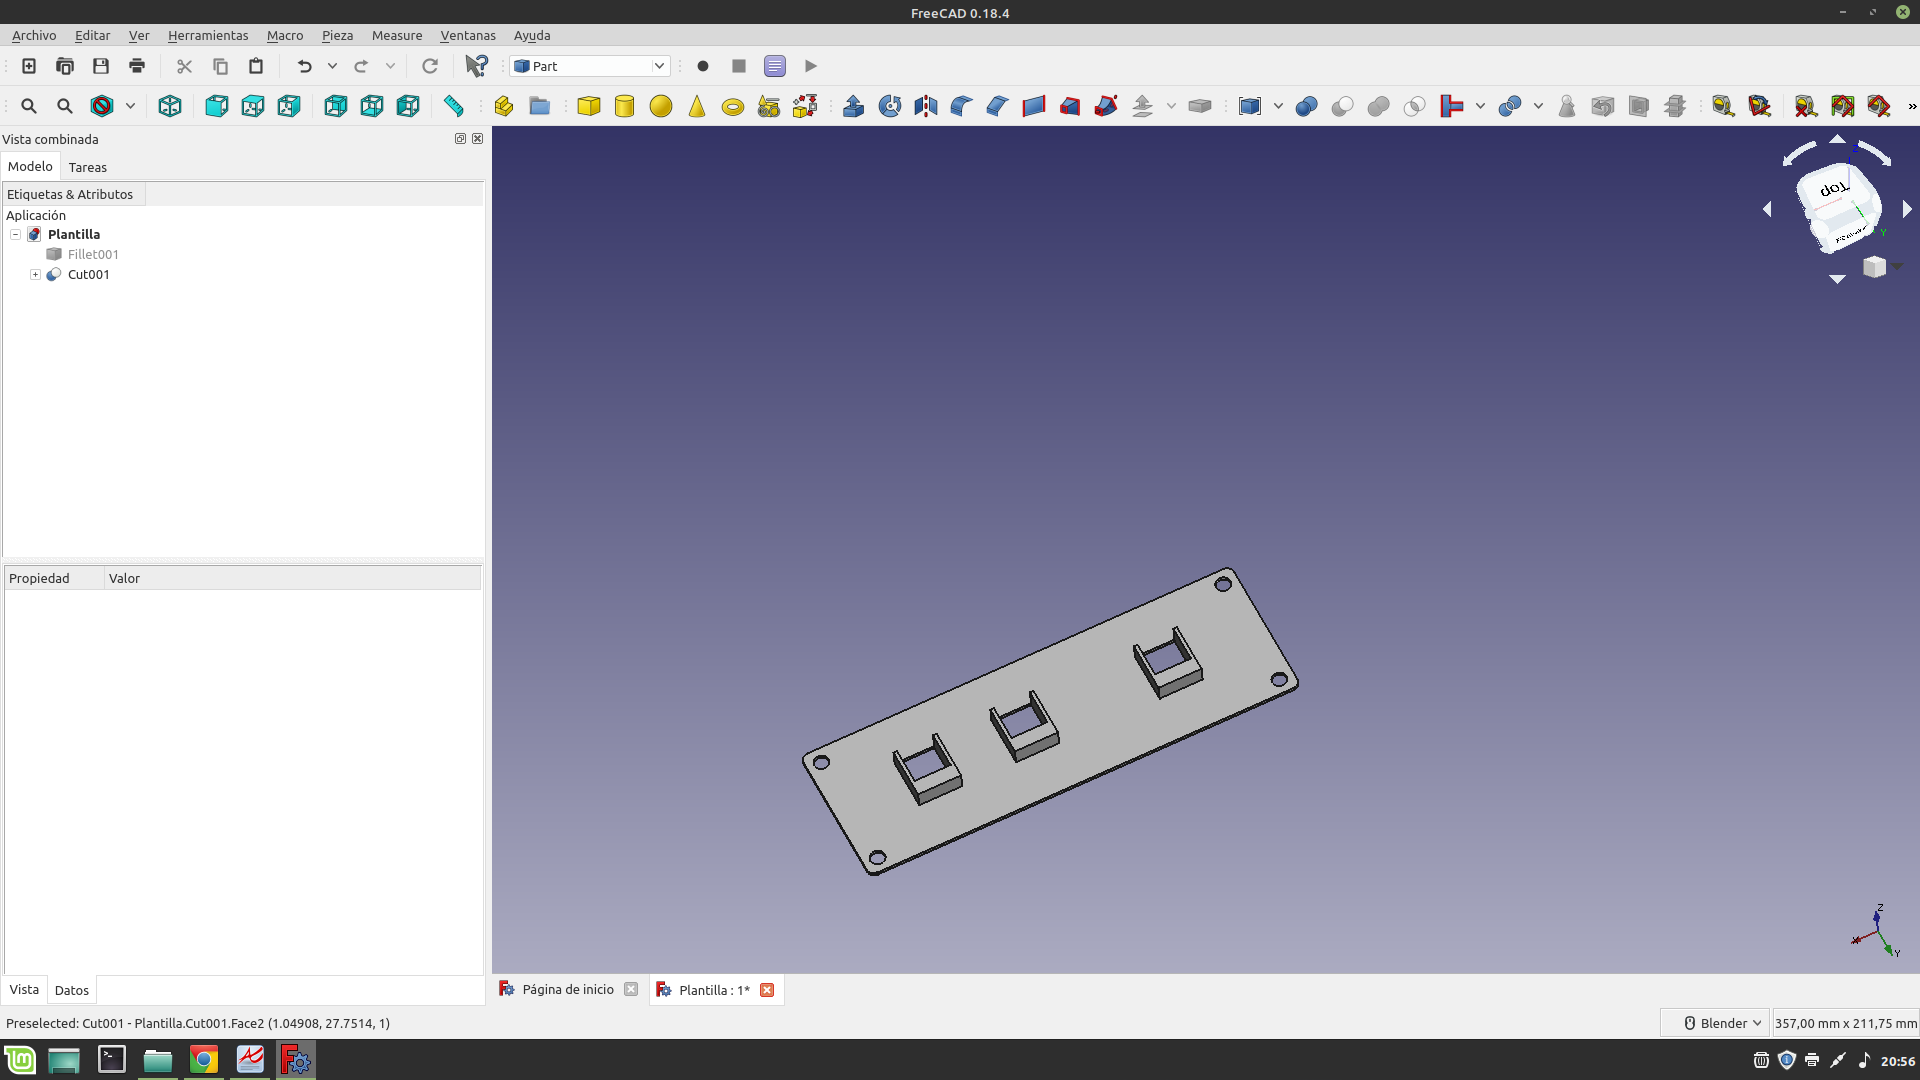 FreeCAD 0.18.4
Archivo Editar Ver Herramientas Macro Pieza Measure Ventanas Ayuda
Part
Vista combinada
Modelo Tareas
Etiquetas & Atributos
Aplicación
Plantilla
Fillet001
Cut001
Propiedad Valor
Top
Z
Y
Z
X
Y
Vista Datos
Página de inicio Plantilla : 1*
Preselected: Cut001 - Plantilla.Cut001.Face2 (1.04908, 27.7514, 1)
Blender 357,00 mm x 211,75 mm
20:56